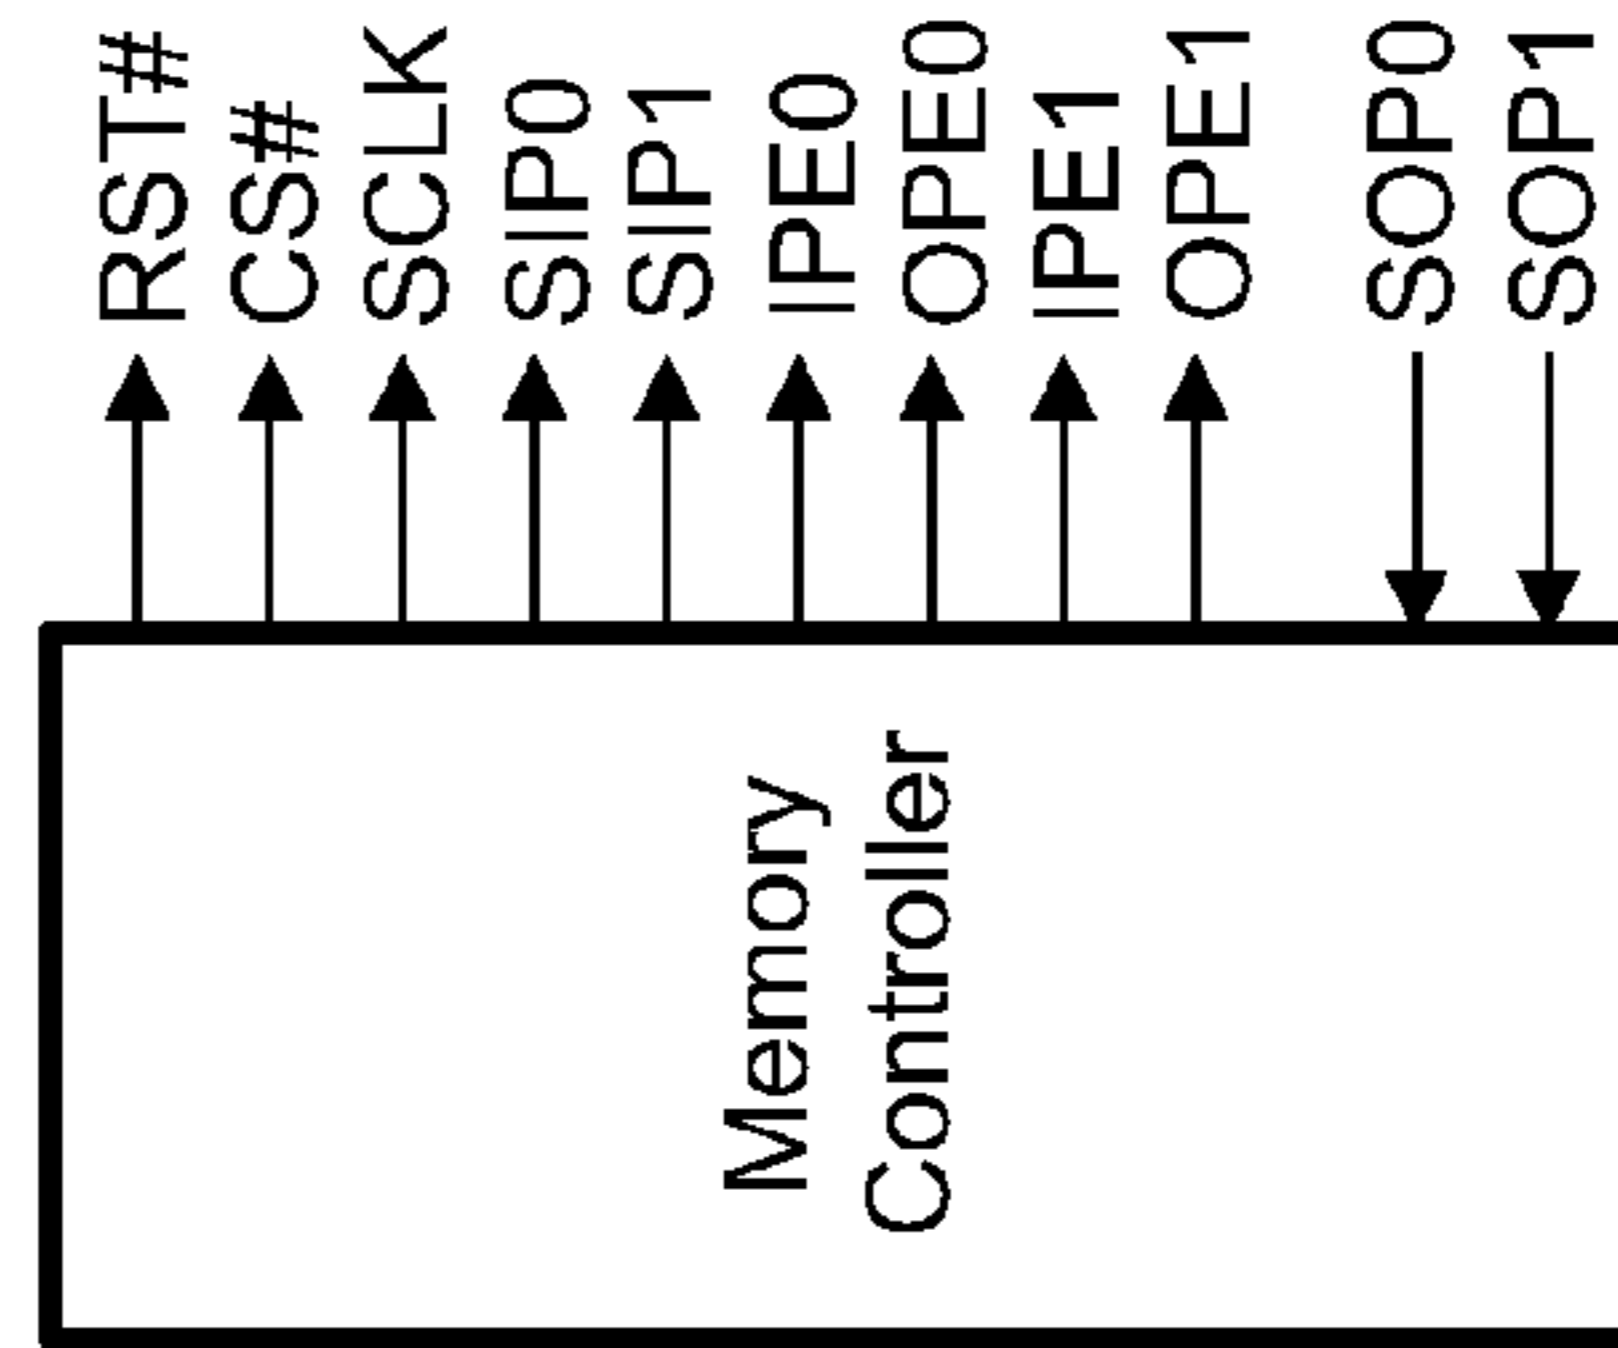 RST#
CS#
SCLK
SIP0
SIP1
IPE0
OPE0
IPE1
OPE1
SOP0
SOP1
Memory
Controller